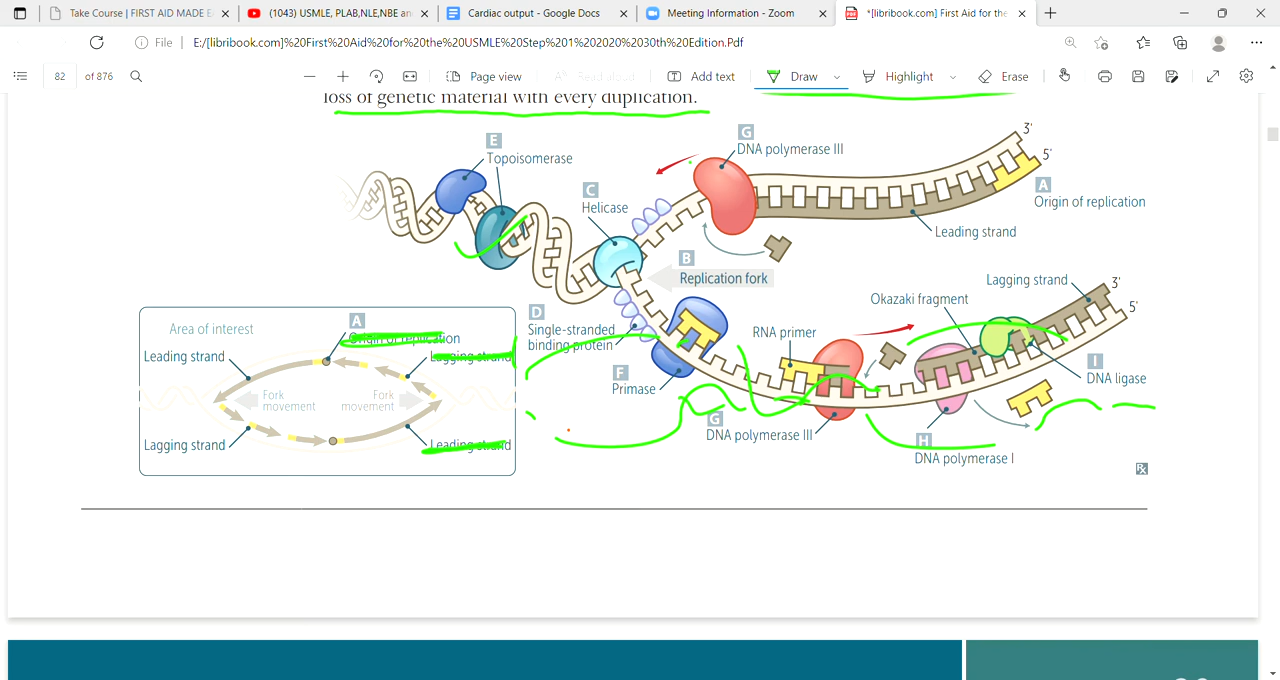 Take Course | FIRST AID MADE E
(1043) USMLE, PLAB,NLE,NBE an
Cardiac output - Google Docs
Meeting Information - Zoom
*[libribook.com] First Aid for the
File | E:/[libribook.com]%20First%20Aid%20for%20the%20USMLE%20Step%201%202020%2030th%20Edition.Pdf
82 of 876
Page view
Read aloud
Add text
Draw
Highlight
Erase
loss of genetic material with every duplication.
E
Topoisomerase
G
DNA polymerase III
3'
5'
A
Origin of replication
C
Helicase
Leading strand
B
Replication fork
Lagging strand
3'
5'
Okazaki fragment
D
Single-stranded
binding protein
RNA primer
I
DNA ligase
F
Primase
G
DNA polymerase III
H
DNA polymerase I
Area of interest
A
Origin of replication
Leading strand
Lagging strand
Fork
movement
Fork
movement
Lagging strand
Leading strand
Rx